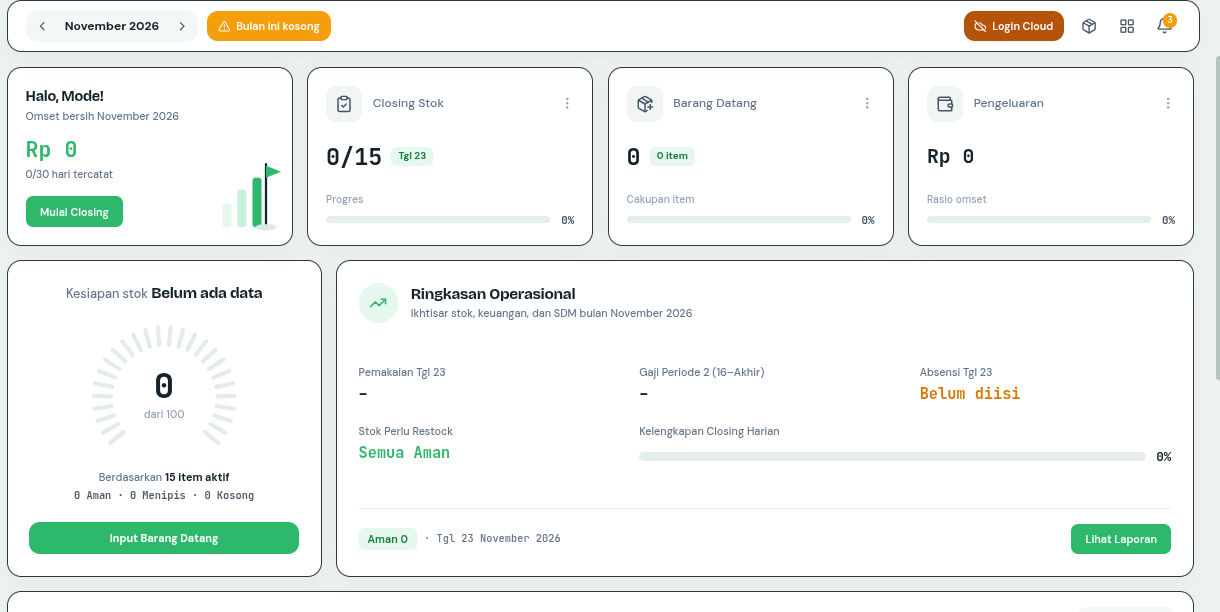 November 2026
Bulan ini kosong
Login Cloud
3
Halo, Mode!
Omset bersih November 2026
Rp 0
0/30 hari tercatat
Mulai Closing
Closing Stok
0/15
Tgl 23
Progres
0%
Barang Datang
0
0 item
Cakupan item
0%
Pengeluaran
Rp 0
Rasio omset
0%
Kesiapan stok Belum ada data
0
dari 100
Berdasarkan 15 item aktif
0 Aman · 0 Menipis · 0 Kosong
Input Barang Datang
Ringkasan Operasional
Ikhtisar stok, keuangan, dan SDM bulan November 2026
Pemakaian Tgl 23
–
Gaji Periode 2 (16–Akhir)
–
Absensi Tgl 23
Belum diisi
Stok Perlu Restock
Semua Aman
Kelengkapan Closing Harian
0%
Aman 0
· Tgl 23 November 2026
Lihat Laporan